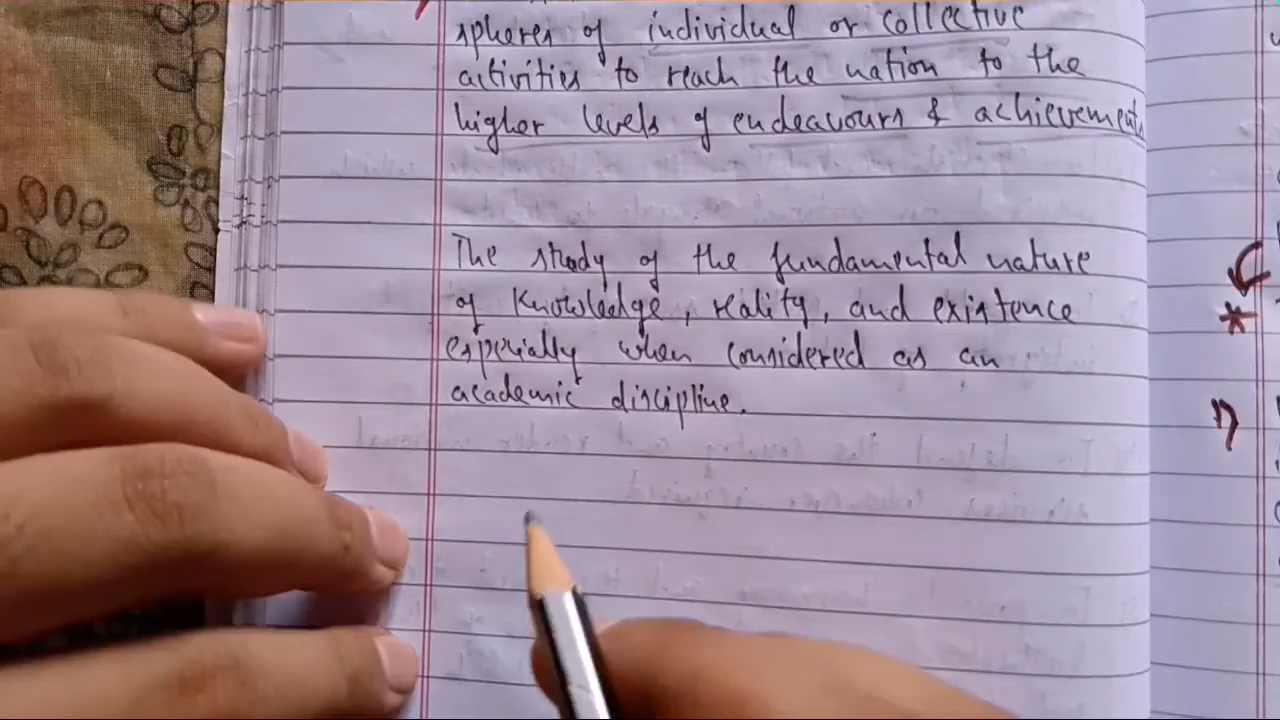 spheres of individual or collective
activities to reach the nation to the
higher levels of endeavours & achievements
The study of the fundamental nature
of Knowledge, reality, and existence
especially when considered as an
academic discipline.
*